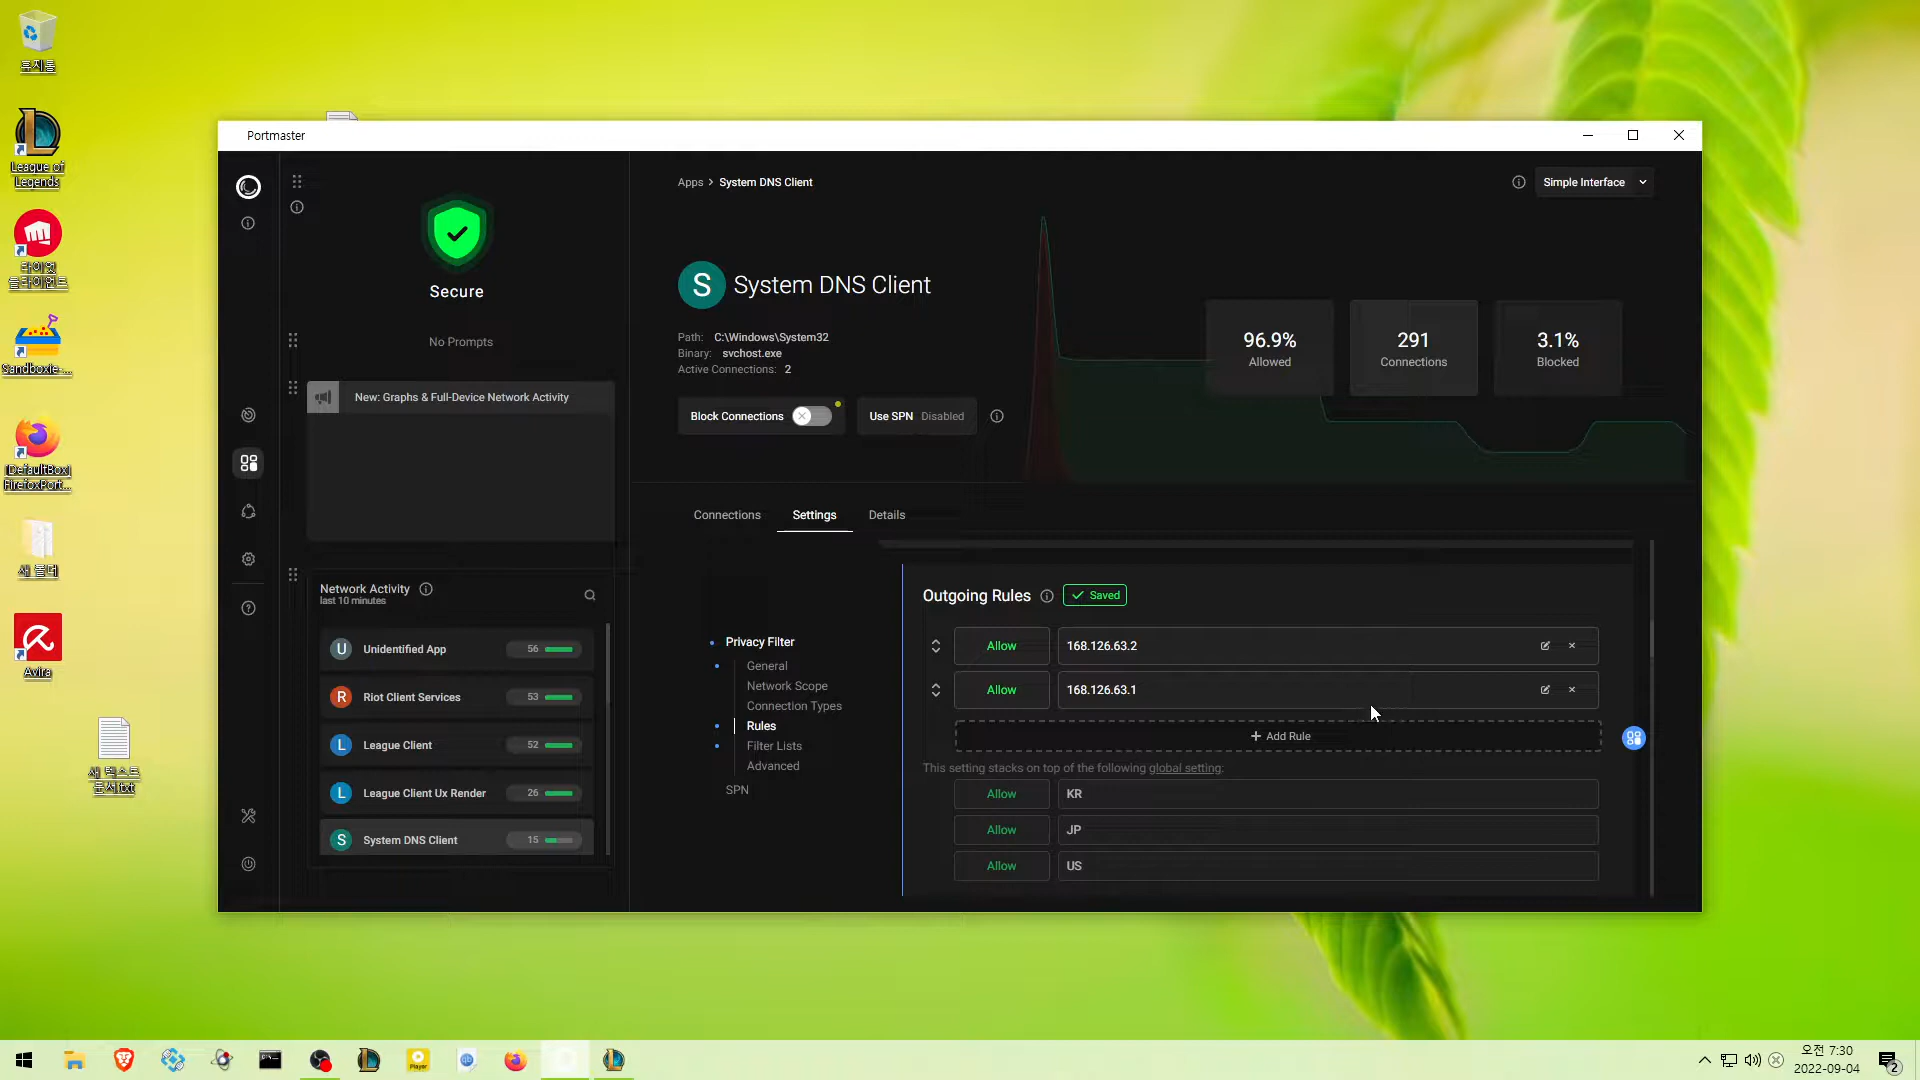 휴지통
League of
Legends
라이엇
클라이언트
Sandboxie-...
[DefaultBox]
FirefoxPort...
새 폴더
Avira
새 텍스트
문서.txt
Portmaster
Secure
No Prompts
New: Graphs & Full-Device Network Activity
Network Activity
last 10 minutes
U Unidentified App 56
R Riot Client Services 53
L League Client 52
L League Client Ux Render 26
S System DNS Client 15
Apps > System DNS Client
Simple Interface
S System DNS Client
Path: C:\Windows\System32
Binary: svchost.exe
Active Connections: 2
Block Connections
Use SPN Disabled
96.9%
Allowed
291
Connections
3.1%
Blocked
Connections Settings Details
Privacy Filter
General
Network Scope
Connection Types
Rules
Filter Lists
Advanced
SPN
Outgoing Rules Saved
Allow 168.126.63.2
Allow 168.126.63.1
+ Add Rule
This setting stacks on top of the following global setting:
Allow KR
Allow JP
Allow US
Player
qb
오전 7:30
2022-09-04
2